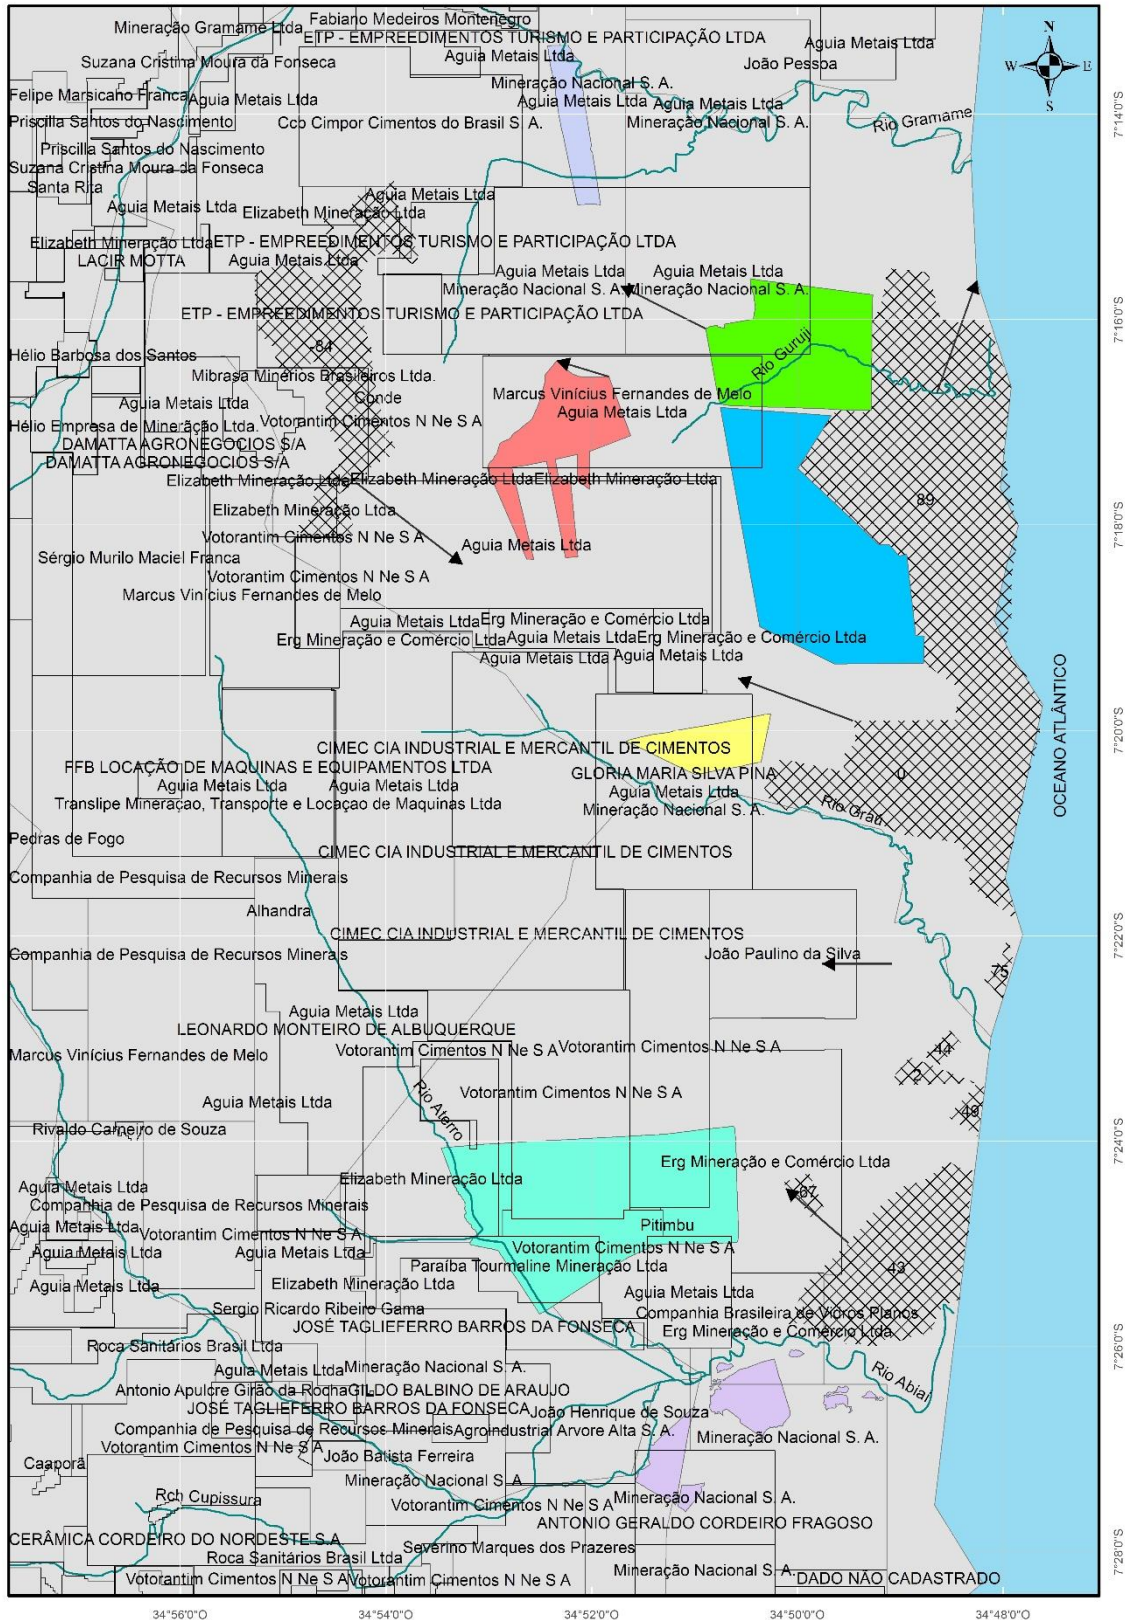 Mineração Gramame Ltda
Fabiano Medeiros Montenegro
ETP - EMPREEDIMENTOS TURISMO E PARTICIPAÇÃO LTDA
Aguia Metais Ltda
Aguia Metais Ltda
João Pessoa
N
W
E
S
Suzana Cristina Moura da Fonseca
Mineração Nacional S. A.
Felipe Marsicano Franca
Aguia Metais Ltda
Aguia Metais Ltda
Aguia Metais Ltda
Priscilla Santos do Nascimento
Ccb Cimpor Cimentos do Brasil S. A.
Mineração Nacional S. A.
Rio Gramame
Priscilla Santos do Nascimento
Suzana Cristina Moura da Fonseca
Santa Rita
Aguia Metais Ltda
Aguia Metais Ltda
Elizabeth Mineração Ltda
Elizabeth Mineração Ltda
ETP - EMPREEDIMENTOS TURISMO E PARTICIPAÇÃO LTDA
LACIR MOTTA
Aguia Metais Ltda
Aguia Metais Ltda
Aguia Metais Ltda
Mineração Nacional S. A.
Mineração Nacional S. A.
ETP - EMPREEDIMENTOS TURISMO E PARTICIPAÇÃO LTDA
-84
Rio Guruji
Hélio Barbosa dos Santos
Mibrasa Minérios Brasileiros Ltda.
Conde
Marcus Vinícius Fernandes de Melo
Aguia Metais Ltda
Aguia Metais Ltda
Hélio Empresa de Mineração Ltda.
Votorantim Cimentos N Ne S A
DAMATTA AGRONEGOCIOS S/A
DAMATTA AGRONEGOCIOS S/A
Elizabeth Mineração Ltda
Elizabeth Mineração Ltda
Elizabeth Mineração Ltda
89
Elizabeth Mineração Ltda
Votorantim Cimentos N Ne S A
Aguia Metais Ltda
Sérgio Murilo Maciel Franca
Votorantim Cimentos N Ne S A
Marcus Vinícius Fernandes de Melo
Aguia Metais Ltda
Erg Mineração e Comércio Ltda
Erg Mineração e Comércio Ltda
Aguia Metais Ltda
Erg Mineração e Comércio Ltda
Aguia Metais Ltda
Aguia Metais Ltda
OCEANO ATLÂNTICO
CIMEC CIA INDUSTRIAL E MERCANTIL DE CIMENTOS
FFB LOCAÇÃO DE MAQUINAS E EQUIPAMENTOS LTDA
GLORIA MARIA SILVA PINA
0
Aguia Metais Ltda
Aguia Metais Ltda
Aguia Metais Ltda
Translipe Mineraçao, Transporte e Locaçao de Maquinas Ltda
Mineração Nacional S. A.
Rio Graú
Pedras de Fogo
CIMEC CIA INDUSTRIAL E MERCANTIL DE CIMENTOS
Companhia de Pesquisa de Recursos Minerais
Alhandra
CIMEC CIA INDUSTRIAL E MERCANTIL DE CIMENTOS
Companhia de Pesquisa de Recursos Minerais
João Paulino da Silva
75
Aguia Metais Ltda
LEONARDO MONTEIRO DE ALBUQUERQUE
Marcus Vinícius Fernandes de Melo
Votorantim Cimentos N Ne S A
Votorantim Cimentos N Ne S A
44
2
Votorantim Cimentos N Ne S A
Aguia Metais Ltda
Rio Aterro
49
Rivaldo Carneiro de Souza
Erg Mineração e Comércio Ltda
Aguia Metais Ltda
Elizabeth Mineração Ltda
-67
Companhia de Pesquisa de Recursos Minerais
Aguia Metais Ltda
Votorantim Cimentos N Ne S A
Pitimbu
Aguia Metais Ltda
Aguia Metais Ltda
Votorantim Cimentos N Ne S A
Paraíba Tourmaline Mineração Ltda
43
Aguia Metais Ltda
Elizabeth Mineração Ltda
Aguia Metais Ltda
Sergio Ricardo Ribeiro Gama
Companhia Brasileira de Vidros Planos
JOSÉ TAGLIEFERRO BARROS DA FONSECA
Erg Mineração e Comércio Ltda
Roca Sanitários Brasil Ltda
Aguia Metais Ltda
Mineração Nacional S. A.
Rio Abiaí
Antonio Apulcre Girão da Rocha
GILDO BALBINO DE ARAUJO
JOSÉ TAGLIEFERRO BARROS DA FONSECA
João Henrique de Souza
Companhia de Pesquisa de Recursos Minerais
Agroindustrial Arvore Alta S. A.
Mineração Nacional S. A.
Votorantim Cimentos N Ne S A
João Batista Ferreira
Caaporã
Mineração Nacional S. A.
Rch Cupissura
Votorantim Cimentos N Ne S A
Mineração Nacional S. A.
ANTONIO GERALDO CORDEIRO FRAGOSO
CERÂMICA CORDEIRO DO NORDESTE S.A
Severino Marques dos Prazeres
Roca Sanitários Brasil Ltda
Mineração Nacional S. A.
Votorantim Cimentos N Ne S A
Votorantim Cimentos N Ne S A
DADO NÃO CADASTRADO
7°14'0"S
7°16'0"S
7°18'0"S
7°20'0"S
7°22'0"S
7°24'0"S
7°26'0"S
7°28'0"S
34°56'0"O
34°54'0"O
34°52'0"O
34°50'0"O
34°48'0"O